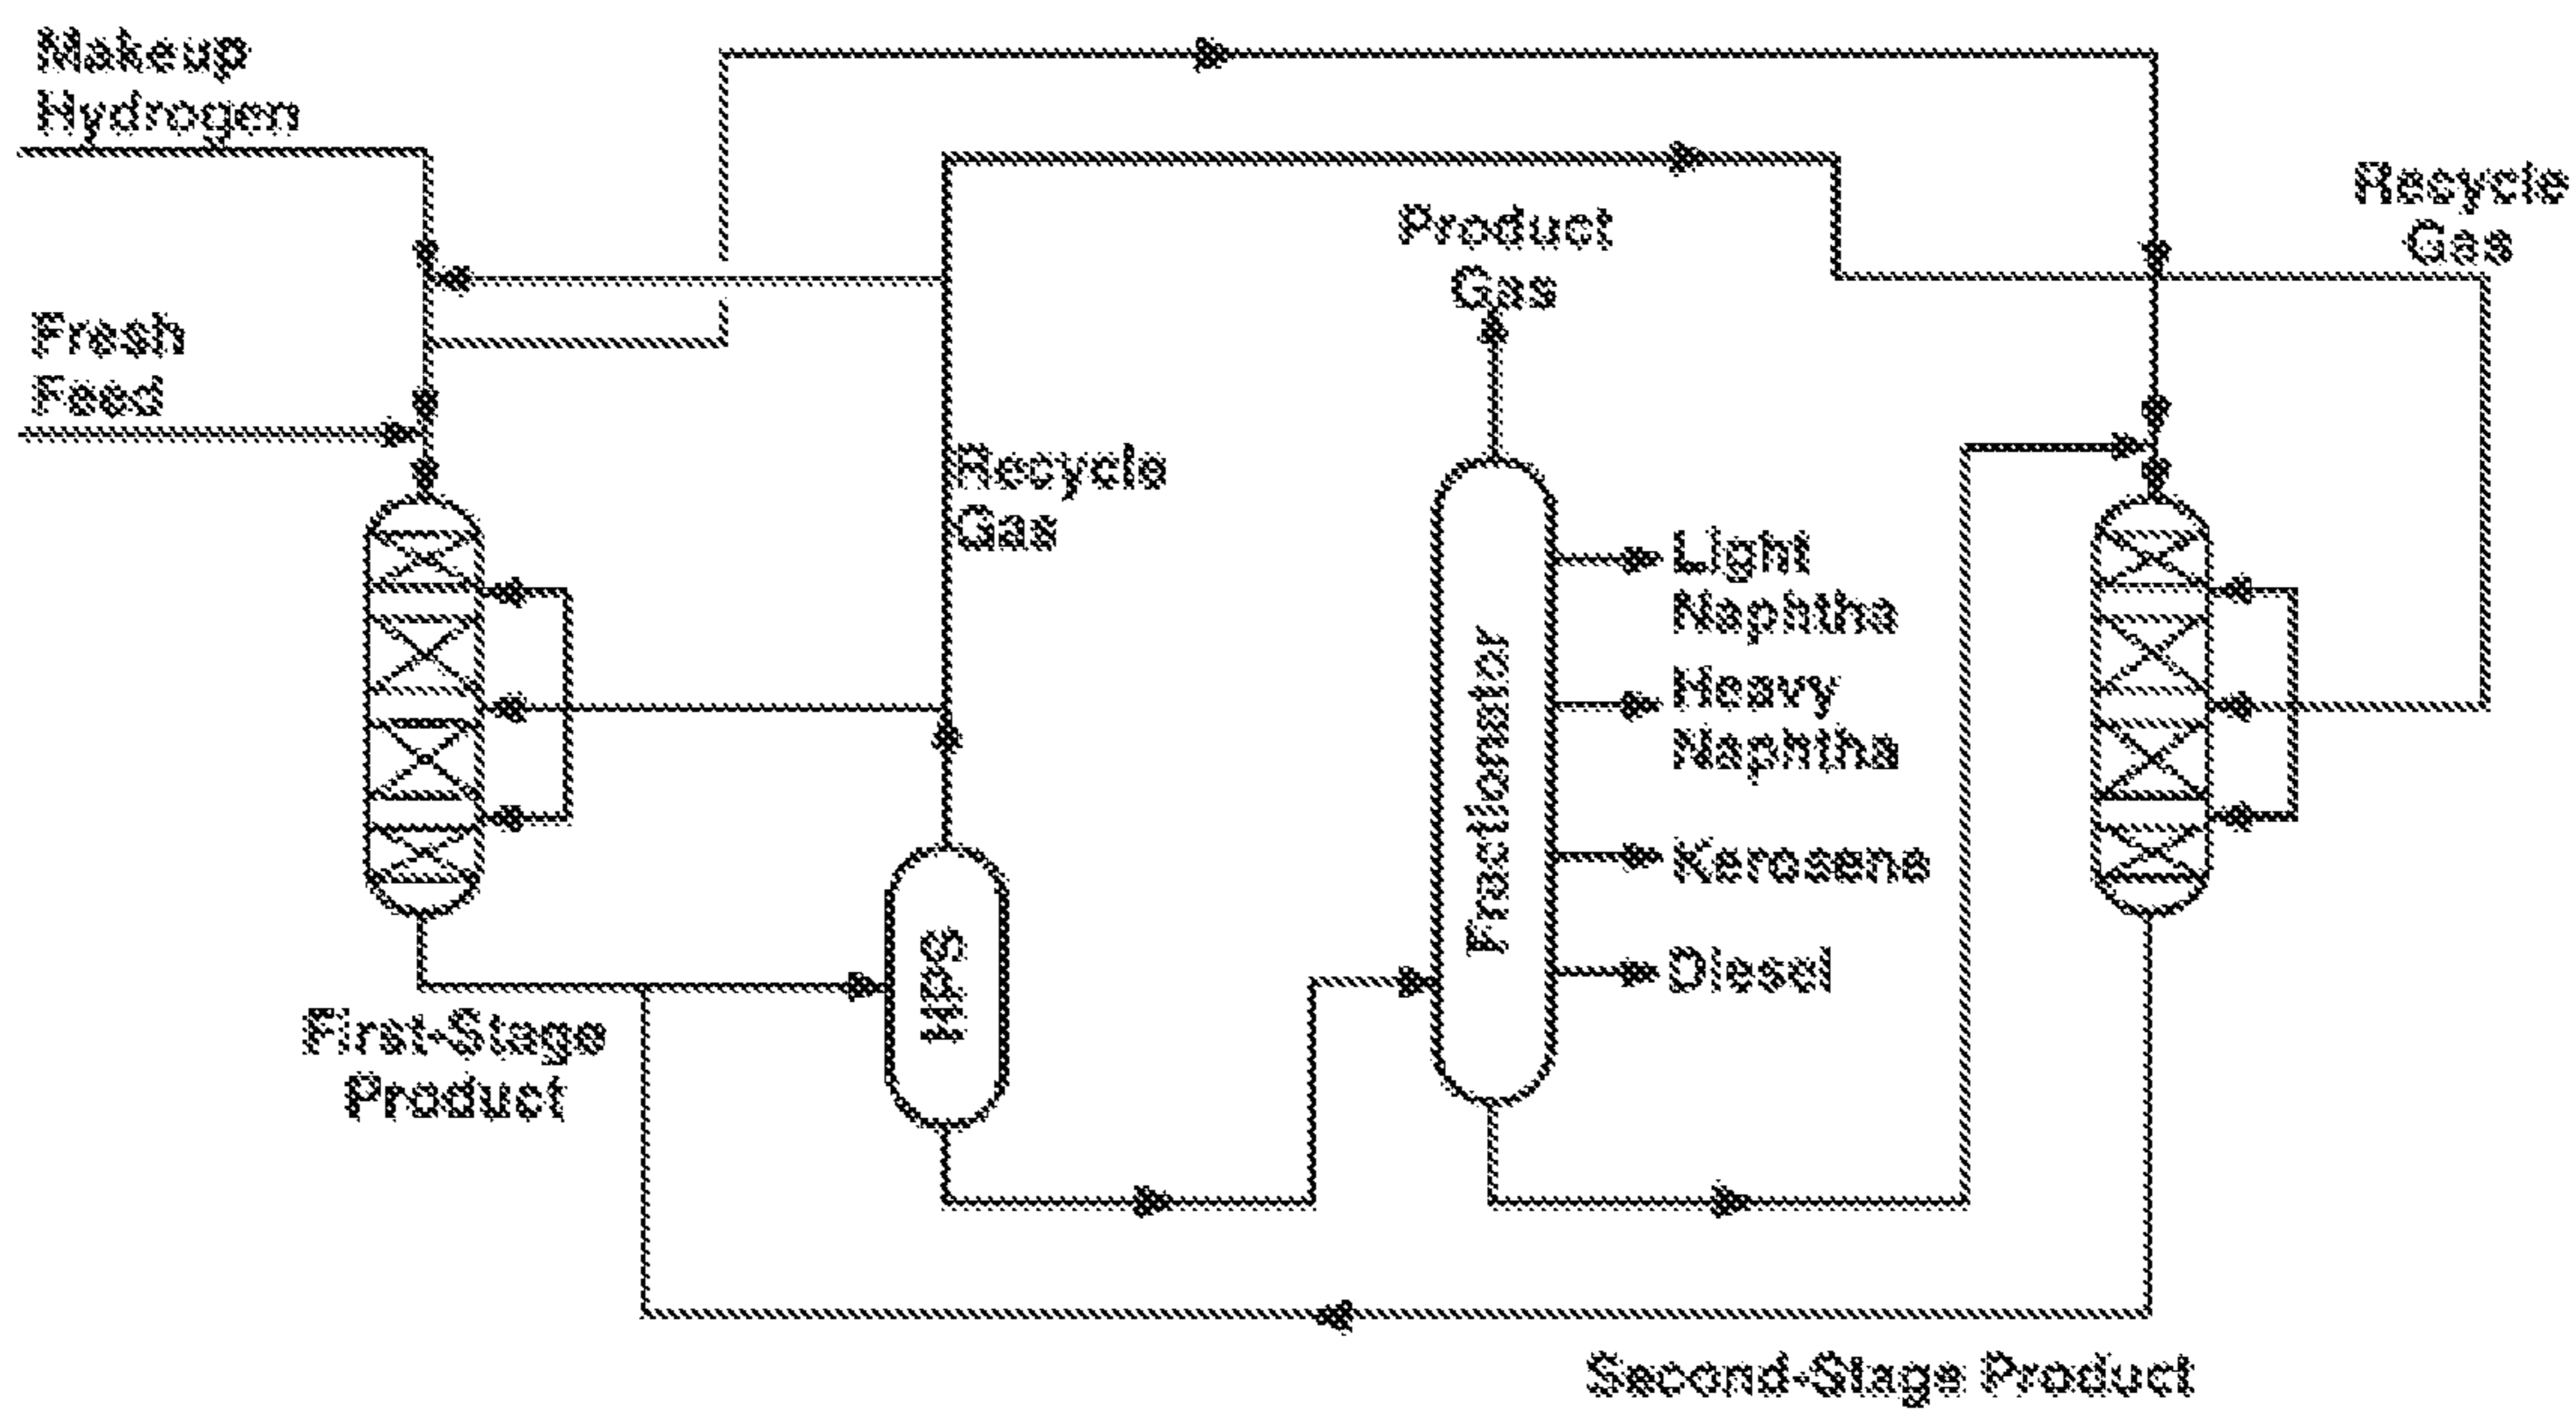 Makeup
Hydrogen
Fresh
Feed
Recycle
Gas
Product
Gas
Recycle
Gas
Light
Naphtha
Heavy
Naphtha
Kerosene
Diesel
Fractionator
HPS
First-Stage
Product
Second-Stage Product